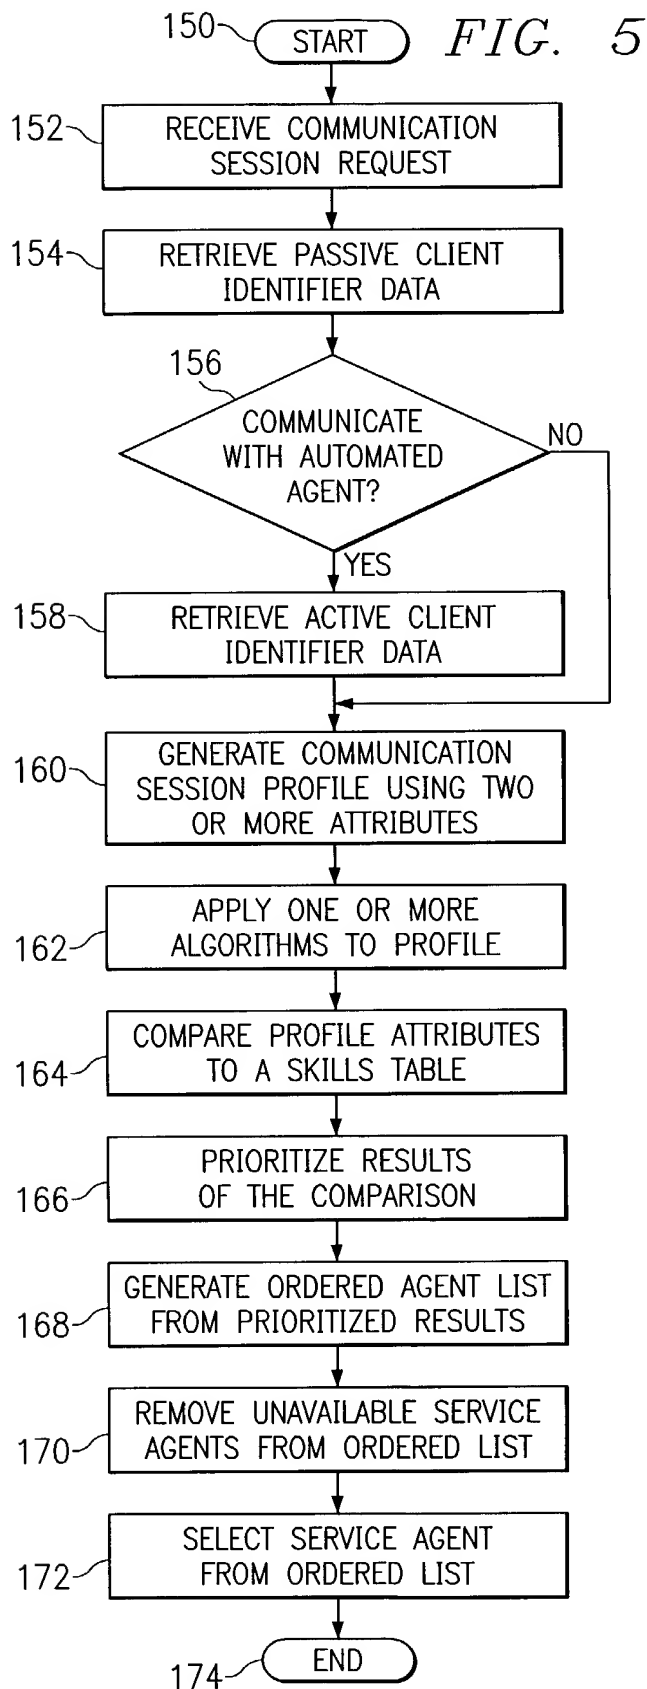 150
START
FIG. 5
152
RECEIVE COMMUNICATION
SESSION REQUEST
154
RETRIEVE PASSIVE CLIENT
IDENTIFIER DATA
156
COMMUNICATE
WITH AUTOMATED
AGENT?
NO
YES
158
RETRIEVE ACTIVE CLIENT
IDENTIFIER DATA
160
GENERATE COMMUNICATION
SESSION PROFILE USING TWO
OR MORE ATTRIBUTES
162
APPLY ONE OR MORE
ALGORITHMS TO PROFILE
164
COMPARE PROFILE ATTRIBUTES
TO A SKILLS TABLE
166
PRIORITIZE RESULTS
OF THE COMPARISON
168
GENERATE ORDERED AGENT LIST
FROM PRIORITIZED RESULTS
170
REMOVE UNAVAILABLE SERVICE
AGENTS FROM ORDERED LIST
172
SELECT SERVICE AGENT
FROM ORDERED LIST
174
END